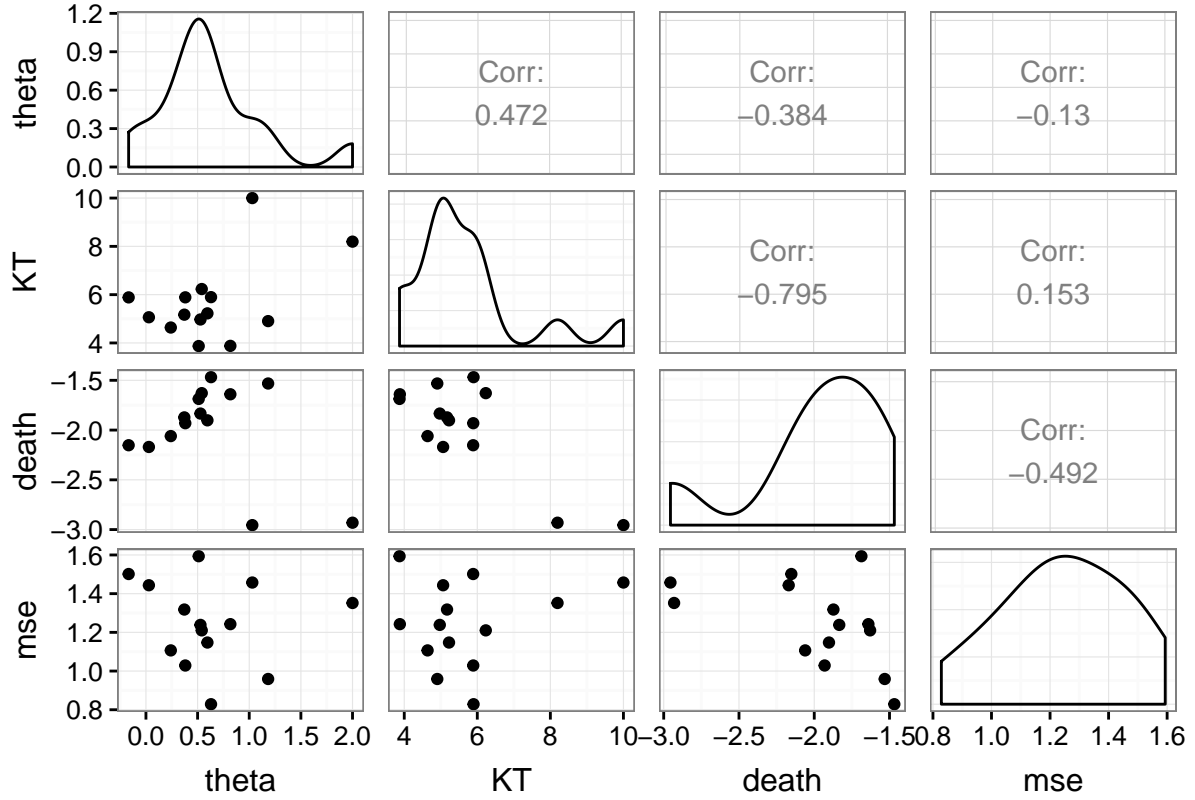 1.2
0.9
0.6
0.3
0.0
theta
Corr:
0.472
Corr:
−0.384
Corr:
−0.13
10
8
6
4
KT
Corr:
−0.795
Corr:
0.153
−1.5
−2.0
−2.5
−3.0
death
Corr:
−0.492
1.6
1.4
1.2
1.0
0.8
mse
0.0 0.5 1.0 1.5 2.0
4 6 8 10
−3.0 −2.5 −2.0 −1.5
0.8 1.0 1.2 1.4 1.6
theta
KT
death
mse